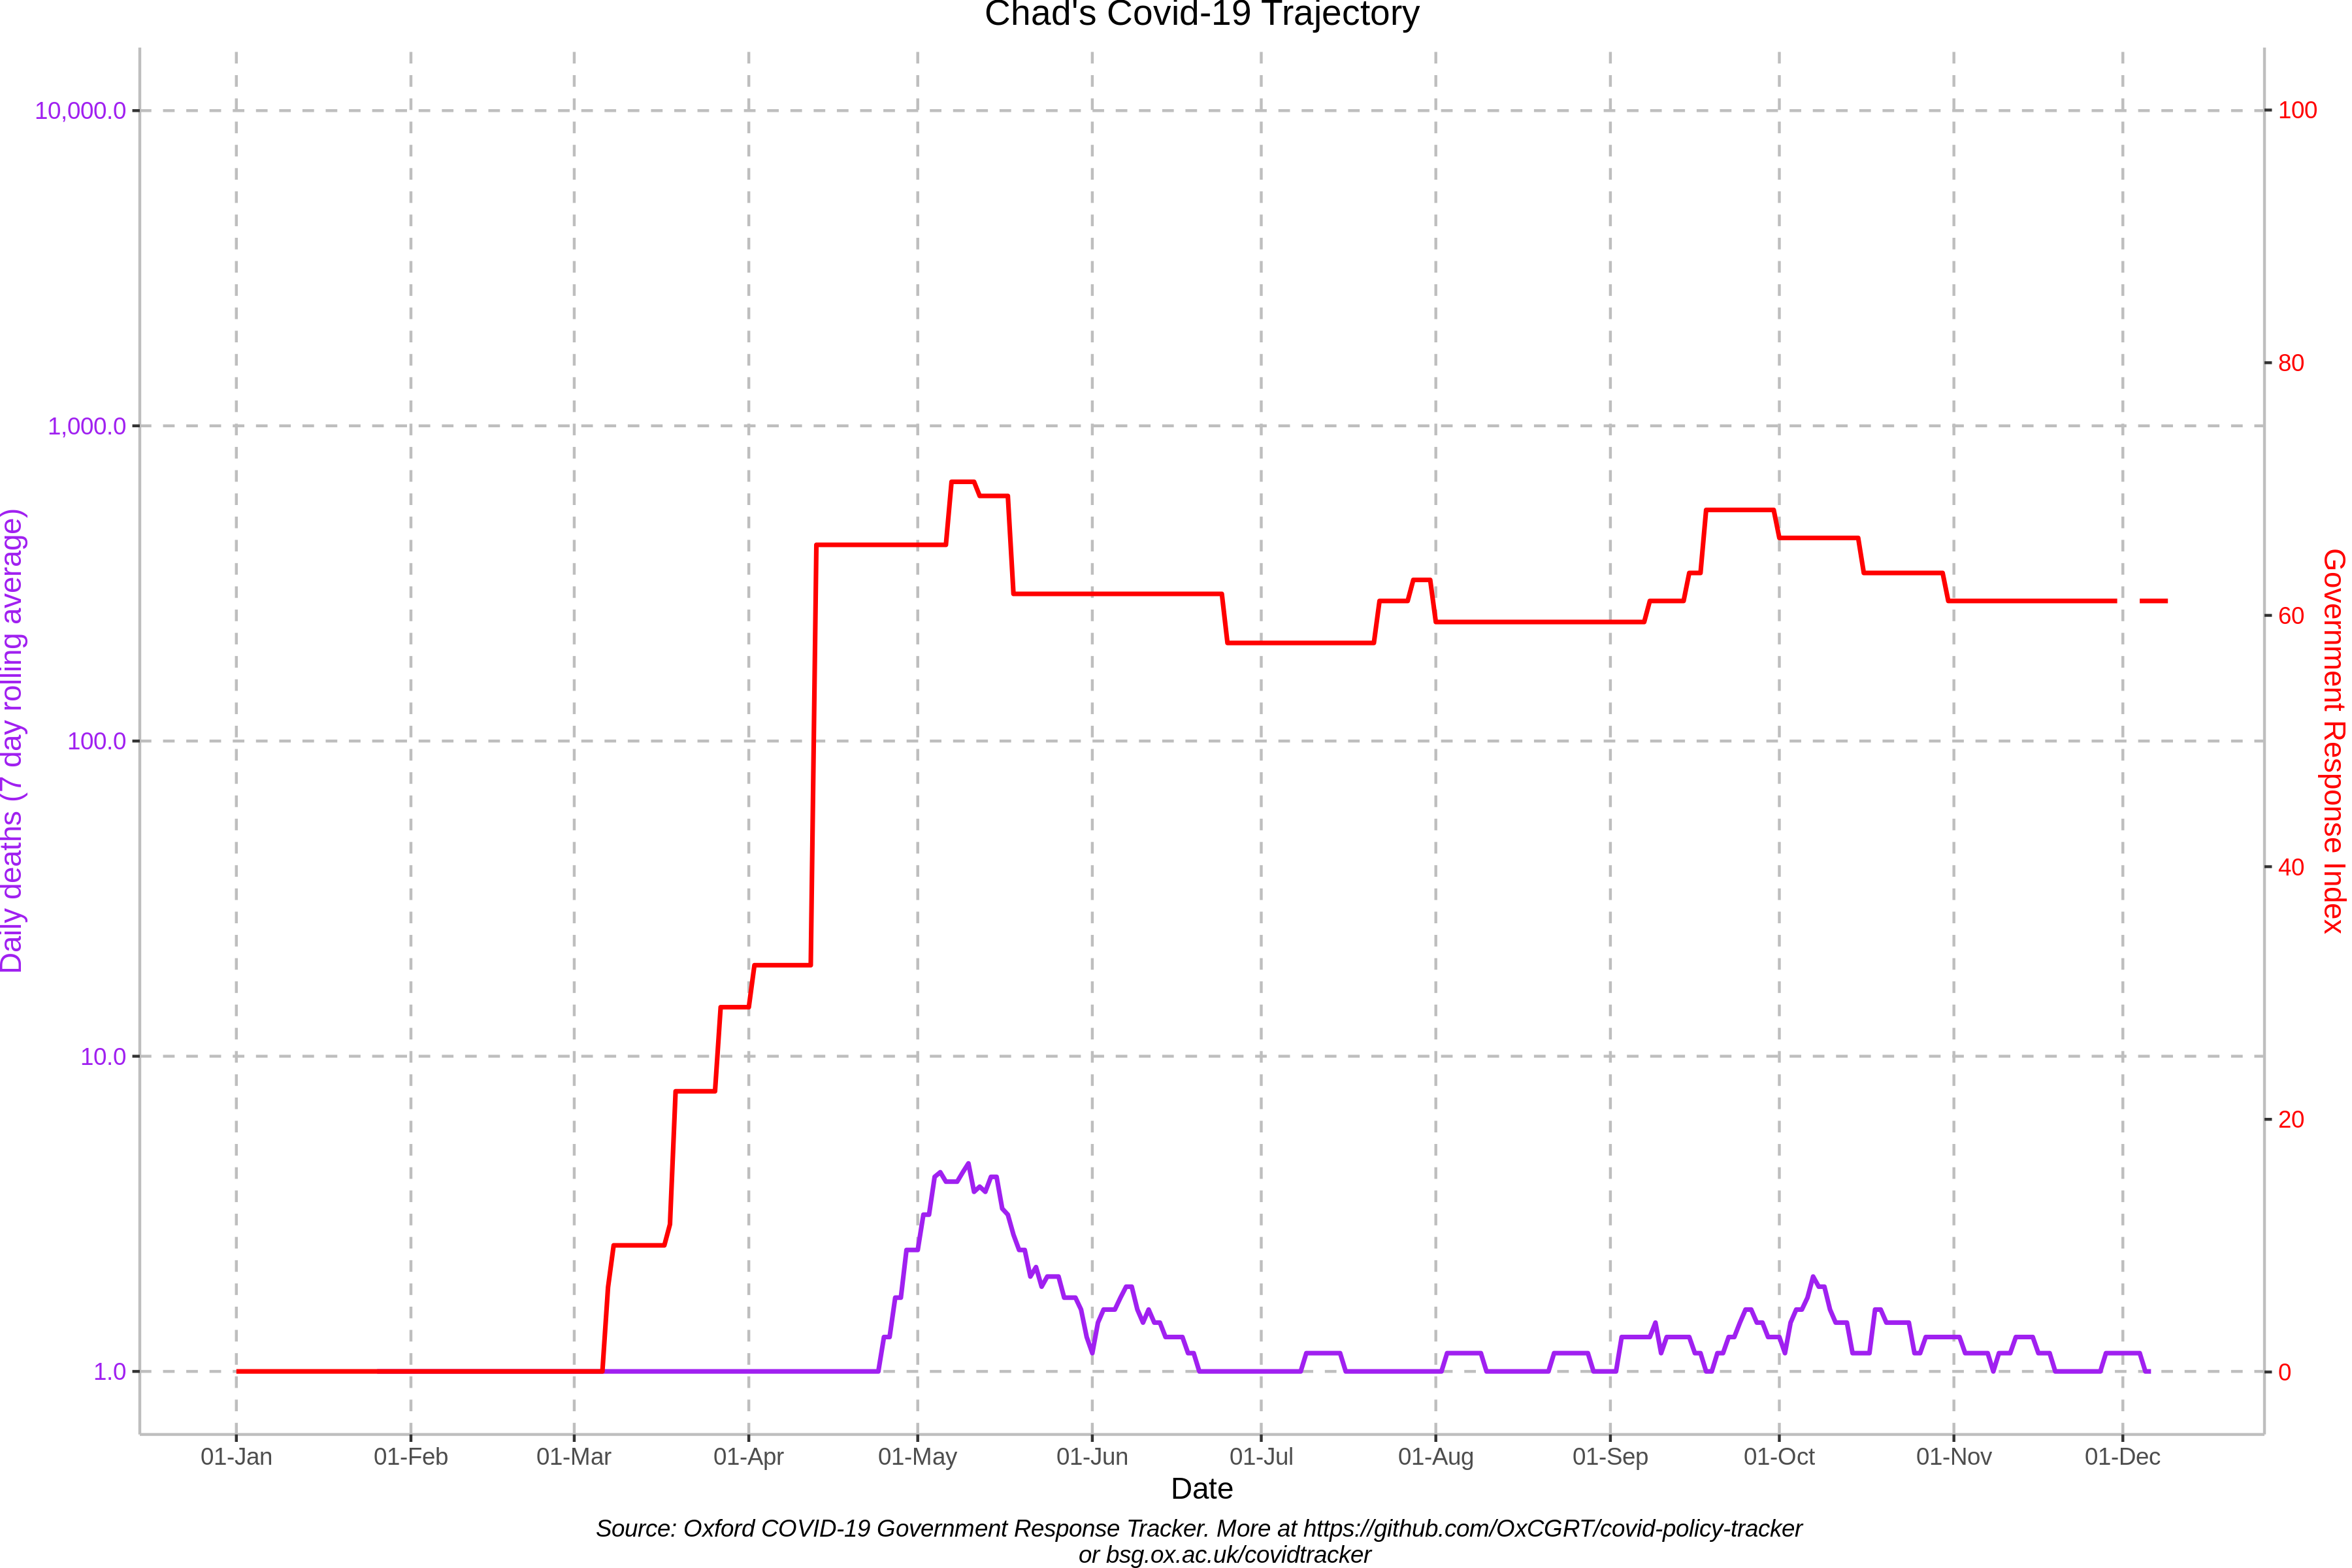 Chad's Covid-19 Trajectory
10,000.0
1,000.0
100.0
10.0
1.0
Daily deaths (7 day rolling average)
100
80
60
40
20
0
Government Response Index
01-Jan 01-Feb 01-Mar 01-Apr 01-May 01-Jun 01-Jul 01-Aug 01-Sep 01-Oct 01-Nov 01-Dec
Date
Source: Oxford COVID-19 Government Response Tracker. More at https://github.com/OxCGRT/covid-policy-tracker
or bsg.ox.ac.uk/covidtracker